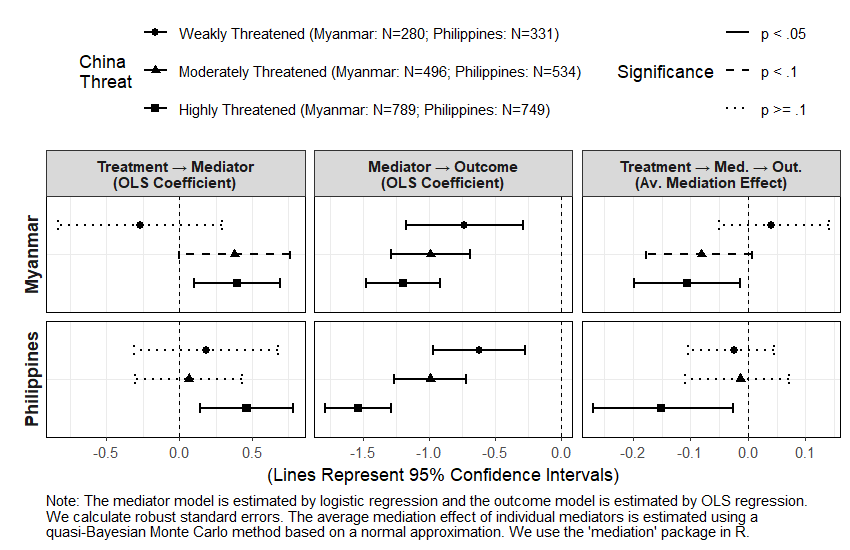 China
Threat
Weakly Threatened (Myanmar: N=280; Philippines: N=331)
Moderately Threatened (Myanmar: N=496; Philippines: N=534)
Highly Threatened (Myanmar: N=789; Philippines: N=749)
Significance
p < .05
p < .1
p >= .1
Treatment → Mediator
(OLS Coefficient)
Mediator → Outcome
(OLS Coefficient)
Treatment → Med. → Out.
(Av. Mediation Effect)
Myanmar
Philippines
-0.5 0.0 0.5
-1.5 -1.0 -0.5 0.0
-0.2 -0.1 0.0 0.1
(Lines Represent 95% Confidence Intervals)
Note: The mediator model is estimated by logistic regression and the outcome model is estimated by OLS regression.
We calculate robust standard errors. The average mediation effect of individual mediators is estimated using a
quasi-Bayesian Monte Carlo method based on a normal approximation. We use the 'mediation' package in R.